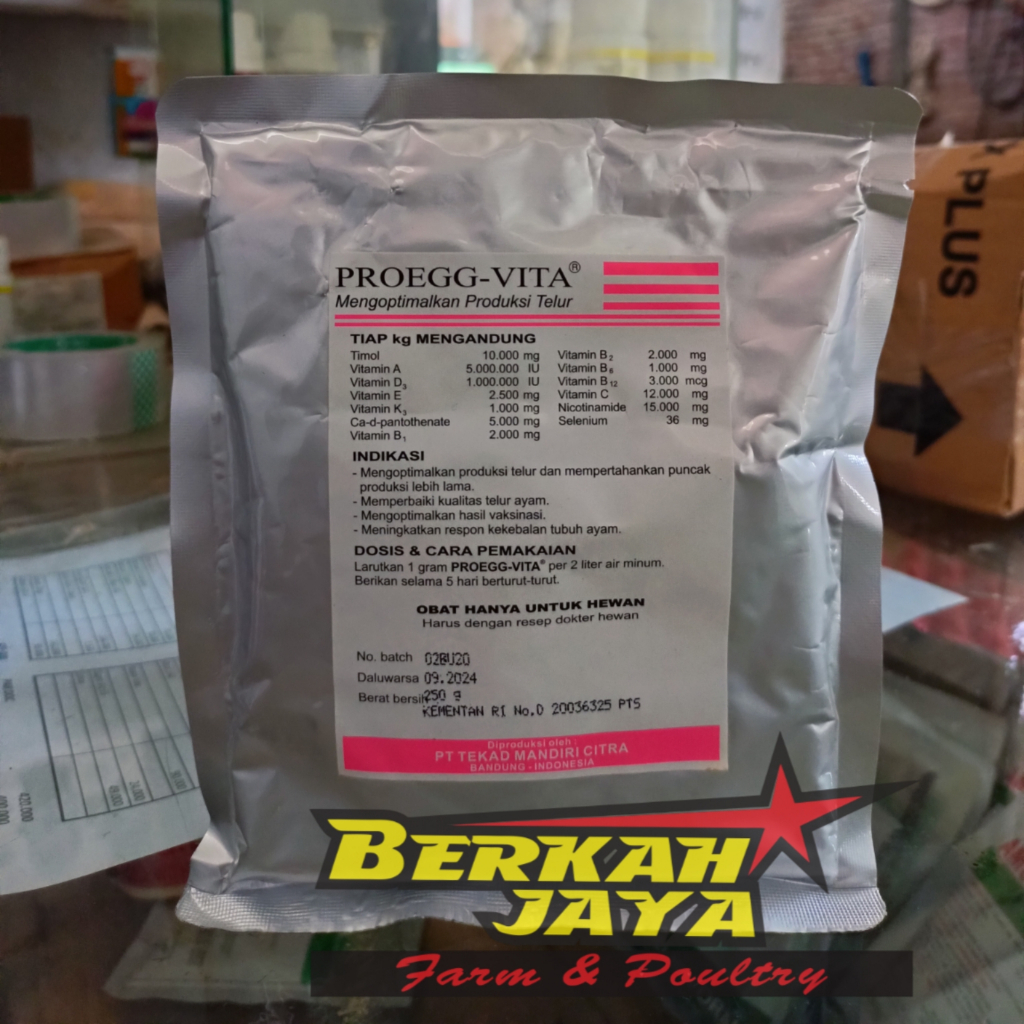 PROEGG-VITA®
Mengoptimalkan Produksi Telur
TIAP kg MENGANDUNG
Timol 10.000 mg
Vitamin A 5.000.000 IU
Vitamin D3 1.000.000 IU
Vitamin E 2.500 mg
Vitamin K3 1.000 mg
Ca-d-pantothenate 5.000 mg
Vitamin B1 2.000 mg
Vitamin B2 2.000 mg
Vitamin B6 1.000 mg
Vitamin B12 3.000 mcg
Vitamin C 12.000 mg
Nicotinamide 15.000 mg
Selenium 36 mg
INDIKASI
- Mengoptimalkan produksi telur dan mempertahankan puncak
produksi lebih lama.
- Memperbaiki kualitas telur ayam.
- Mengoptimalkan hasil vaksinasi.
- Meningkatkan respon kekebalan tubuh ayam.
DOSIS & CARA PEMAKAIAN
Larutkan 1 gram PROEGG-VITA® per 2 liter air minum.
Berikan selama 5 hari berturut-turut.
OBAT HANYA UNTUK HEWAN
Harus dengan resep dokter hewan
No. batch 02BU20
Daluwarsa 09.2024
Berat bersih 250 g
KEMENTAN RI No.D 20036325 PTS
Diproduksi oleh :
PT TEKAD MANDIRI CITRA
BANDUNG - INDONESIA
PLUS
BERKAH
JAYA
Farm & Poultry